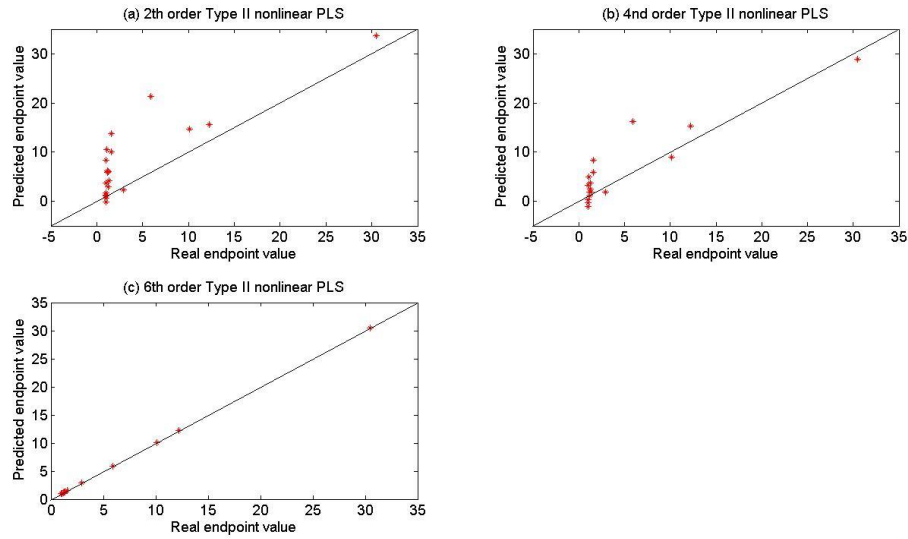 (a) 2th order Type II nonlinear PLS
Predicted endpoint value
30
20
10
0
-5 0 5 10 15 20 25 30 35
Real endpoint value
(b) 4nd order Type II nonlinear PLS
Predicted endpoint value
30
20
10
0
-5 0 5 10 15 20 25 30 35
Real endpoint value
(c) 6th order Type II nonlinear PLS
Predicted endpoint value
35
30
25
20
15
10
5
0
0 5 10 15 20 25 30 35
Real endpoint value